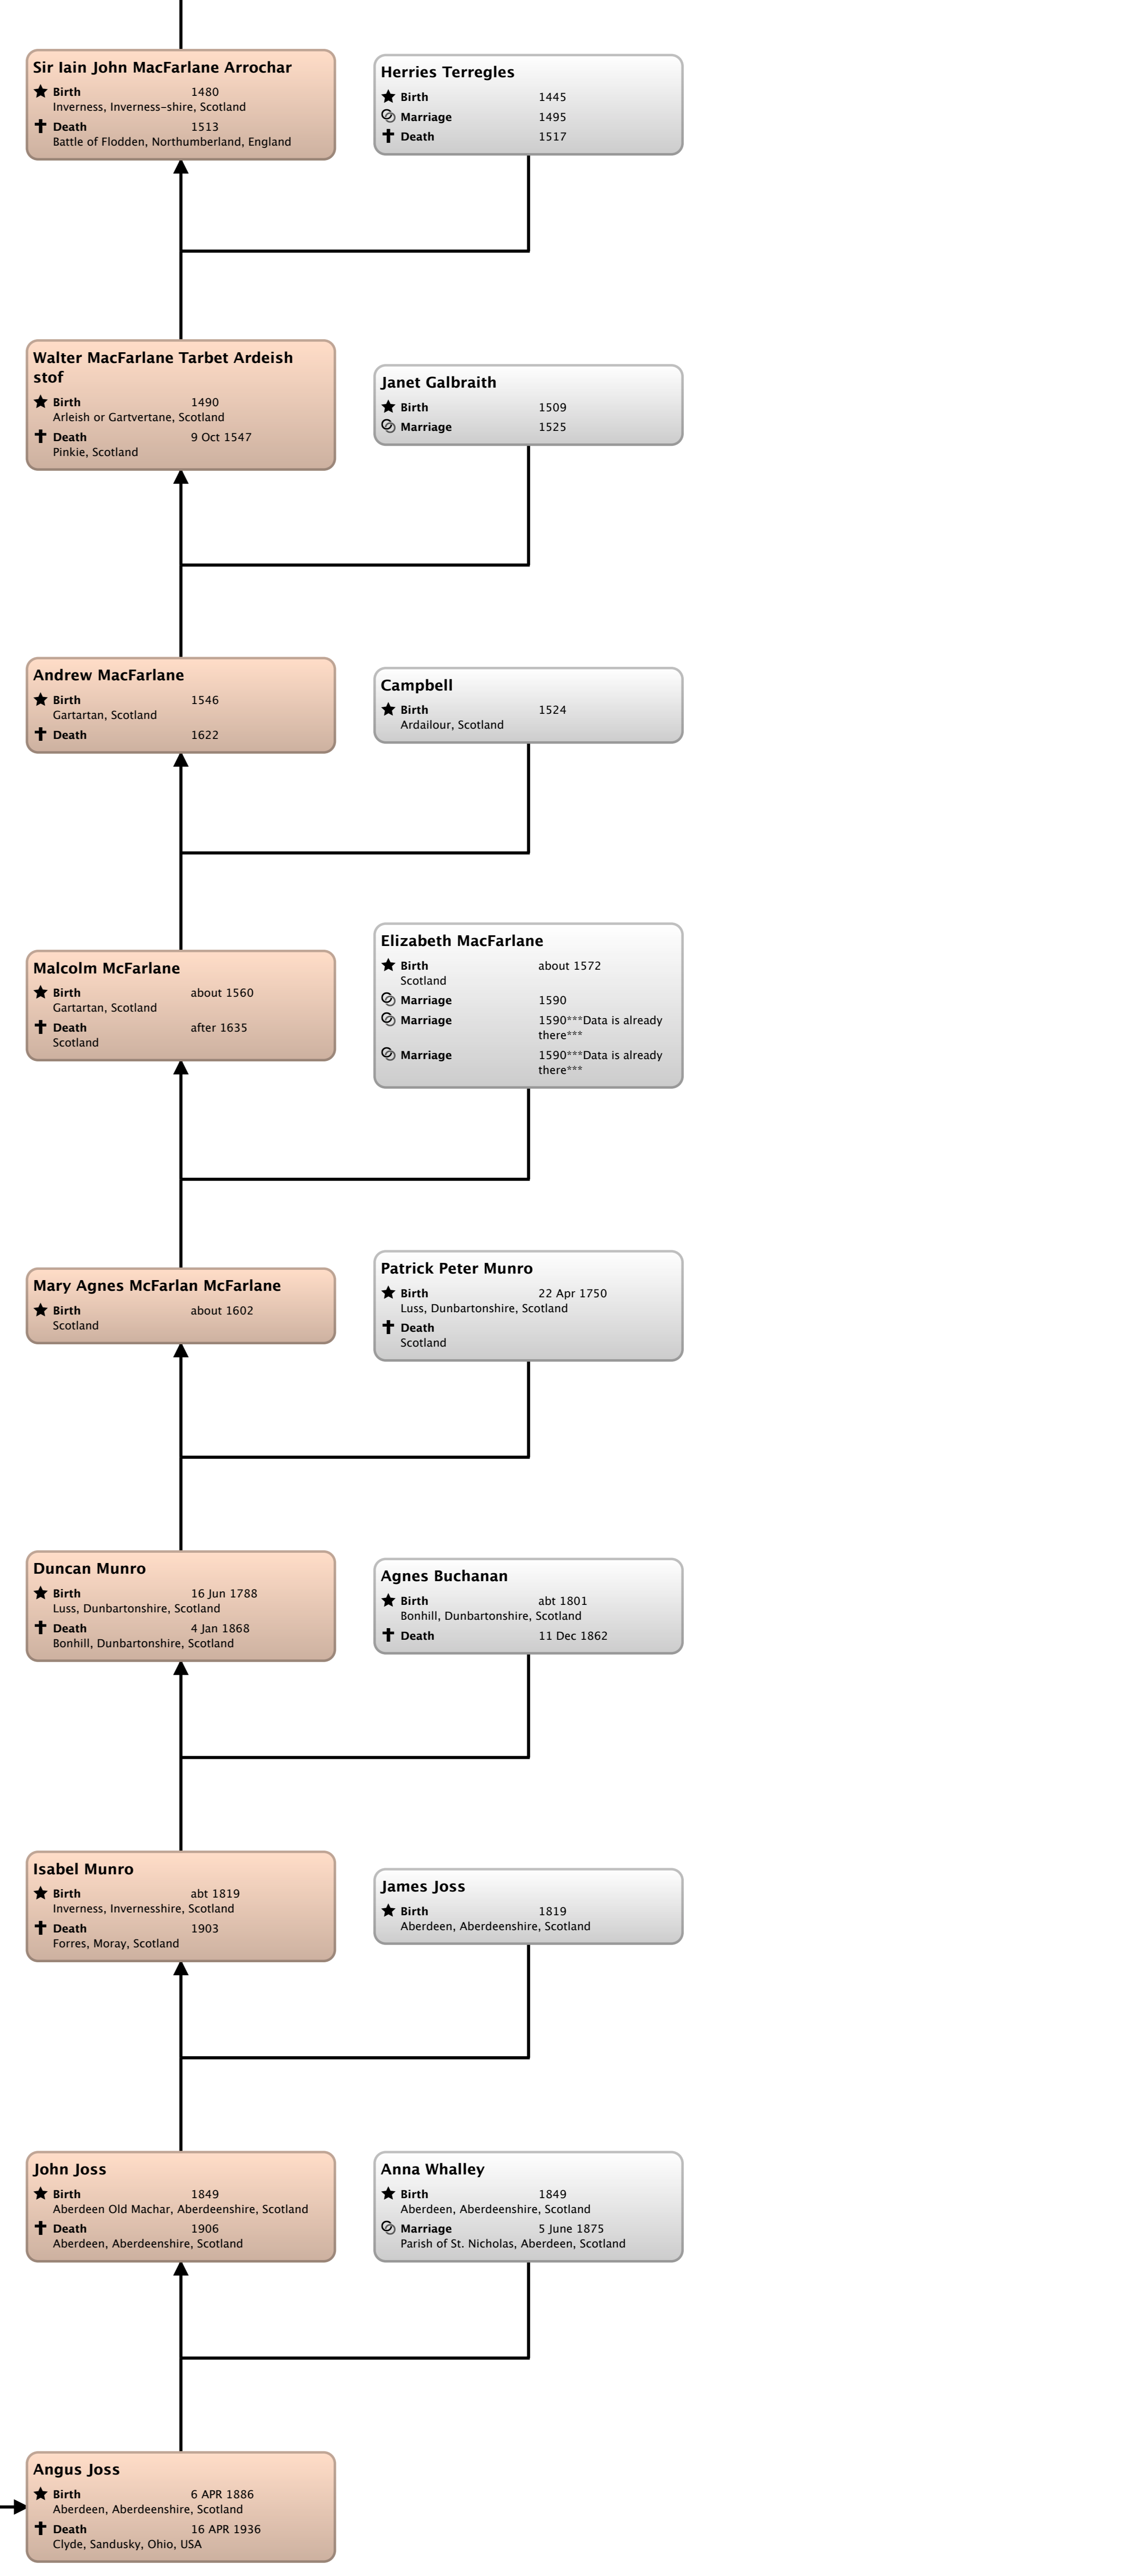 Sir Iain John MacFarlane Arrochar
Birth 1480
Inverness, Inverness-shire, Scotland
Death 1513
Battle of Flodden, Northumberland, England
Herries Terregles
Birth 1445
Marriage 1495
Death 1517
Walter MacFarlane Tarbet Ardeish
stof
Birth 1490
Arleish or Gartvertane, Scotland
Death 9 Oct 1547
Pinkie, Scotland
Janet Galbraith
Birth 1509
Marriage 1525
Andrew MacFarlane
Birth 1546
Gartartan, Scotland
Death 1622
Campbell
Birth 1524
Ardailour, Scotland
Malcolm McFarlane
Birth about 1560
Gartartan, Scotland
Death after 1635
Scotland
Elizabeth MacFarlane
Birth about 1572
Scotland
Marriage 1590
Marriage 1590***Data is already
there***
Marriage 1590***Data is already
there***
Mary Agnes McFarlan McFarlane
Birth about 1602
Scotland
Patrick Peter Munro
Birth 22 Apr 1750
Luss, Dunbartonshire, Scotland
Death
Scotland
Duncan Munro
Birth 16 Jun 1788
Luss, Dunbartonshire, Scotland
Death 4 Jan 1868
Bonhill, Dunbartonshire, Scotland
Agnes Buchanan
Birth abt 1801
Bonhill, Dunbartonshire, Scotland
Death 11 Dec 1862
Isabel Munro
Birth abt 1819
Inverness, Invernesshire, Scotland
Death 1903
Forres, Moray, Scotland
James Joss
Birth 1819
Aberdeen, Aberdeenshire, Scotland
John Joss
Birth 1849
Aberdeen Old Machar, Aberdeenshire, Scotland
Death 1906
Aberdeen, Aberdeenshire, Scotland
Anna Whalley
Birth 1849
Aberdeen, Aberdeenshire, Scotland
Marriage 5 June 1875
Parish of St. Nicholas, Aberdeen, Scotland
Angus Joss
Birth 6 APR 1886
Aberdeen, Aberdeenshire, Scotland
Death 16 APR 1936
Clyde, Sandusky, Ohio, USA